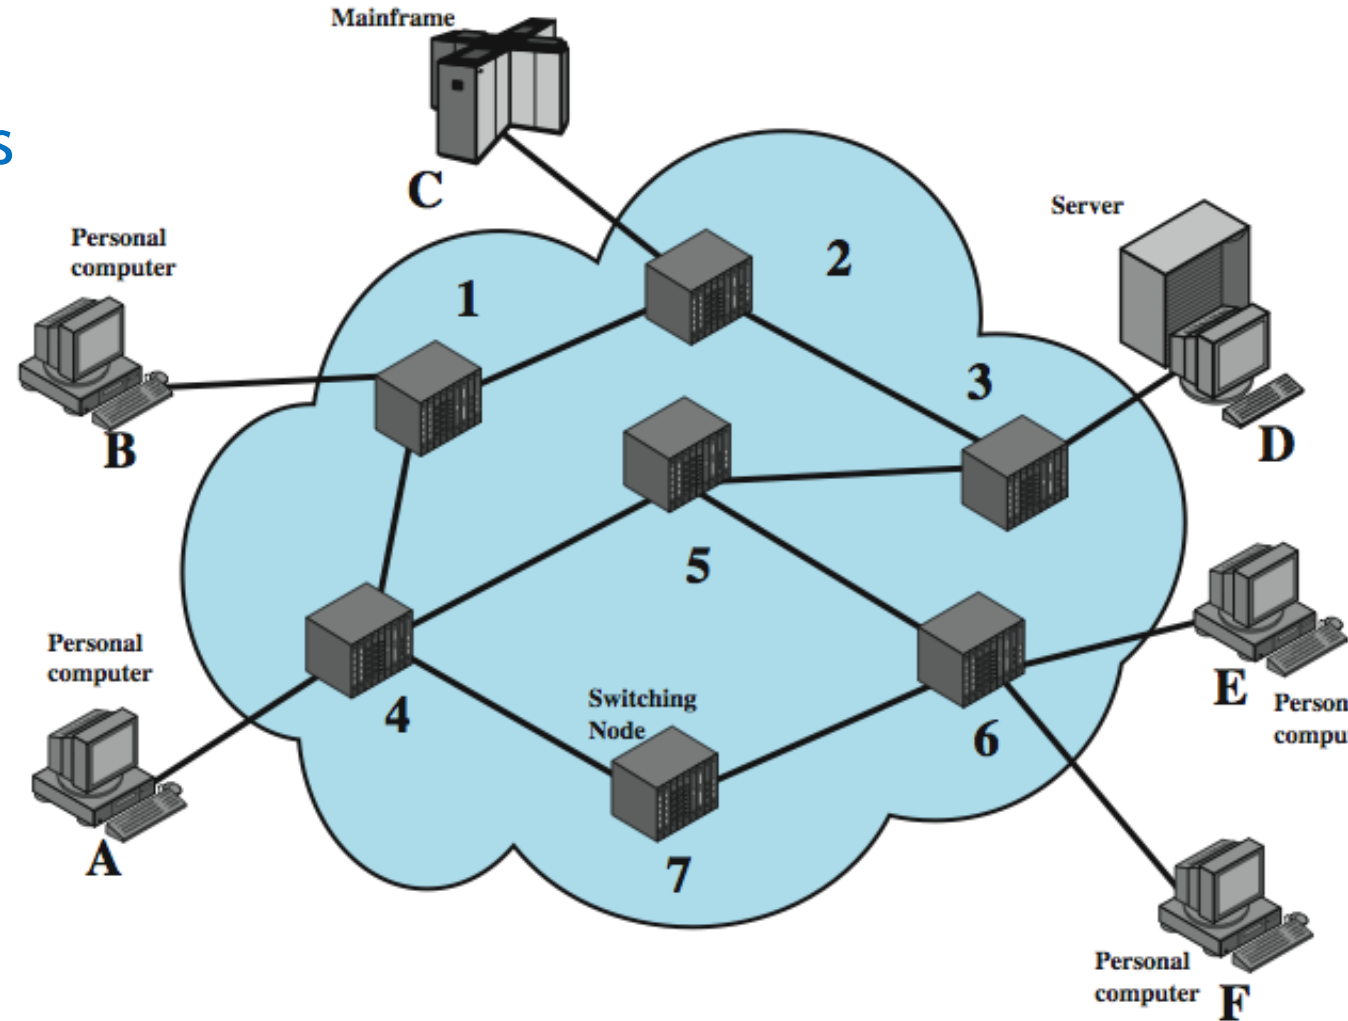 Mainframe
s
C
Personal
computer
B
1
2
Server
3
D
5
Personal
computer
A
4
Switching
Node
7
6
E
Person
compu
Personal
computer
F